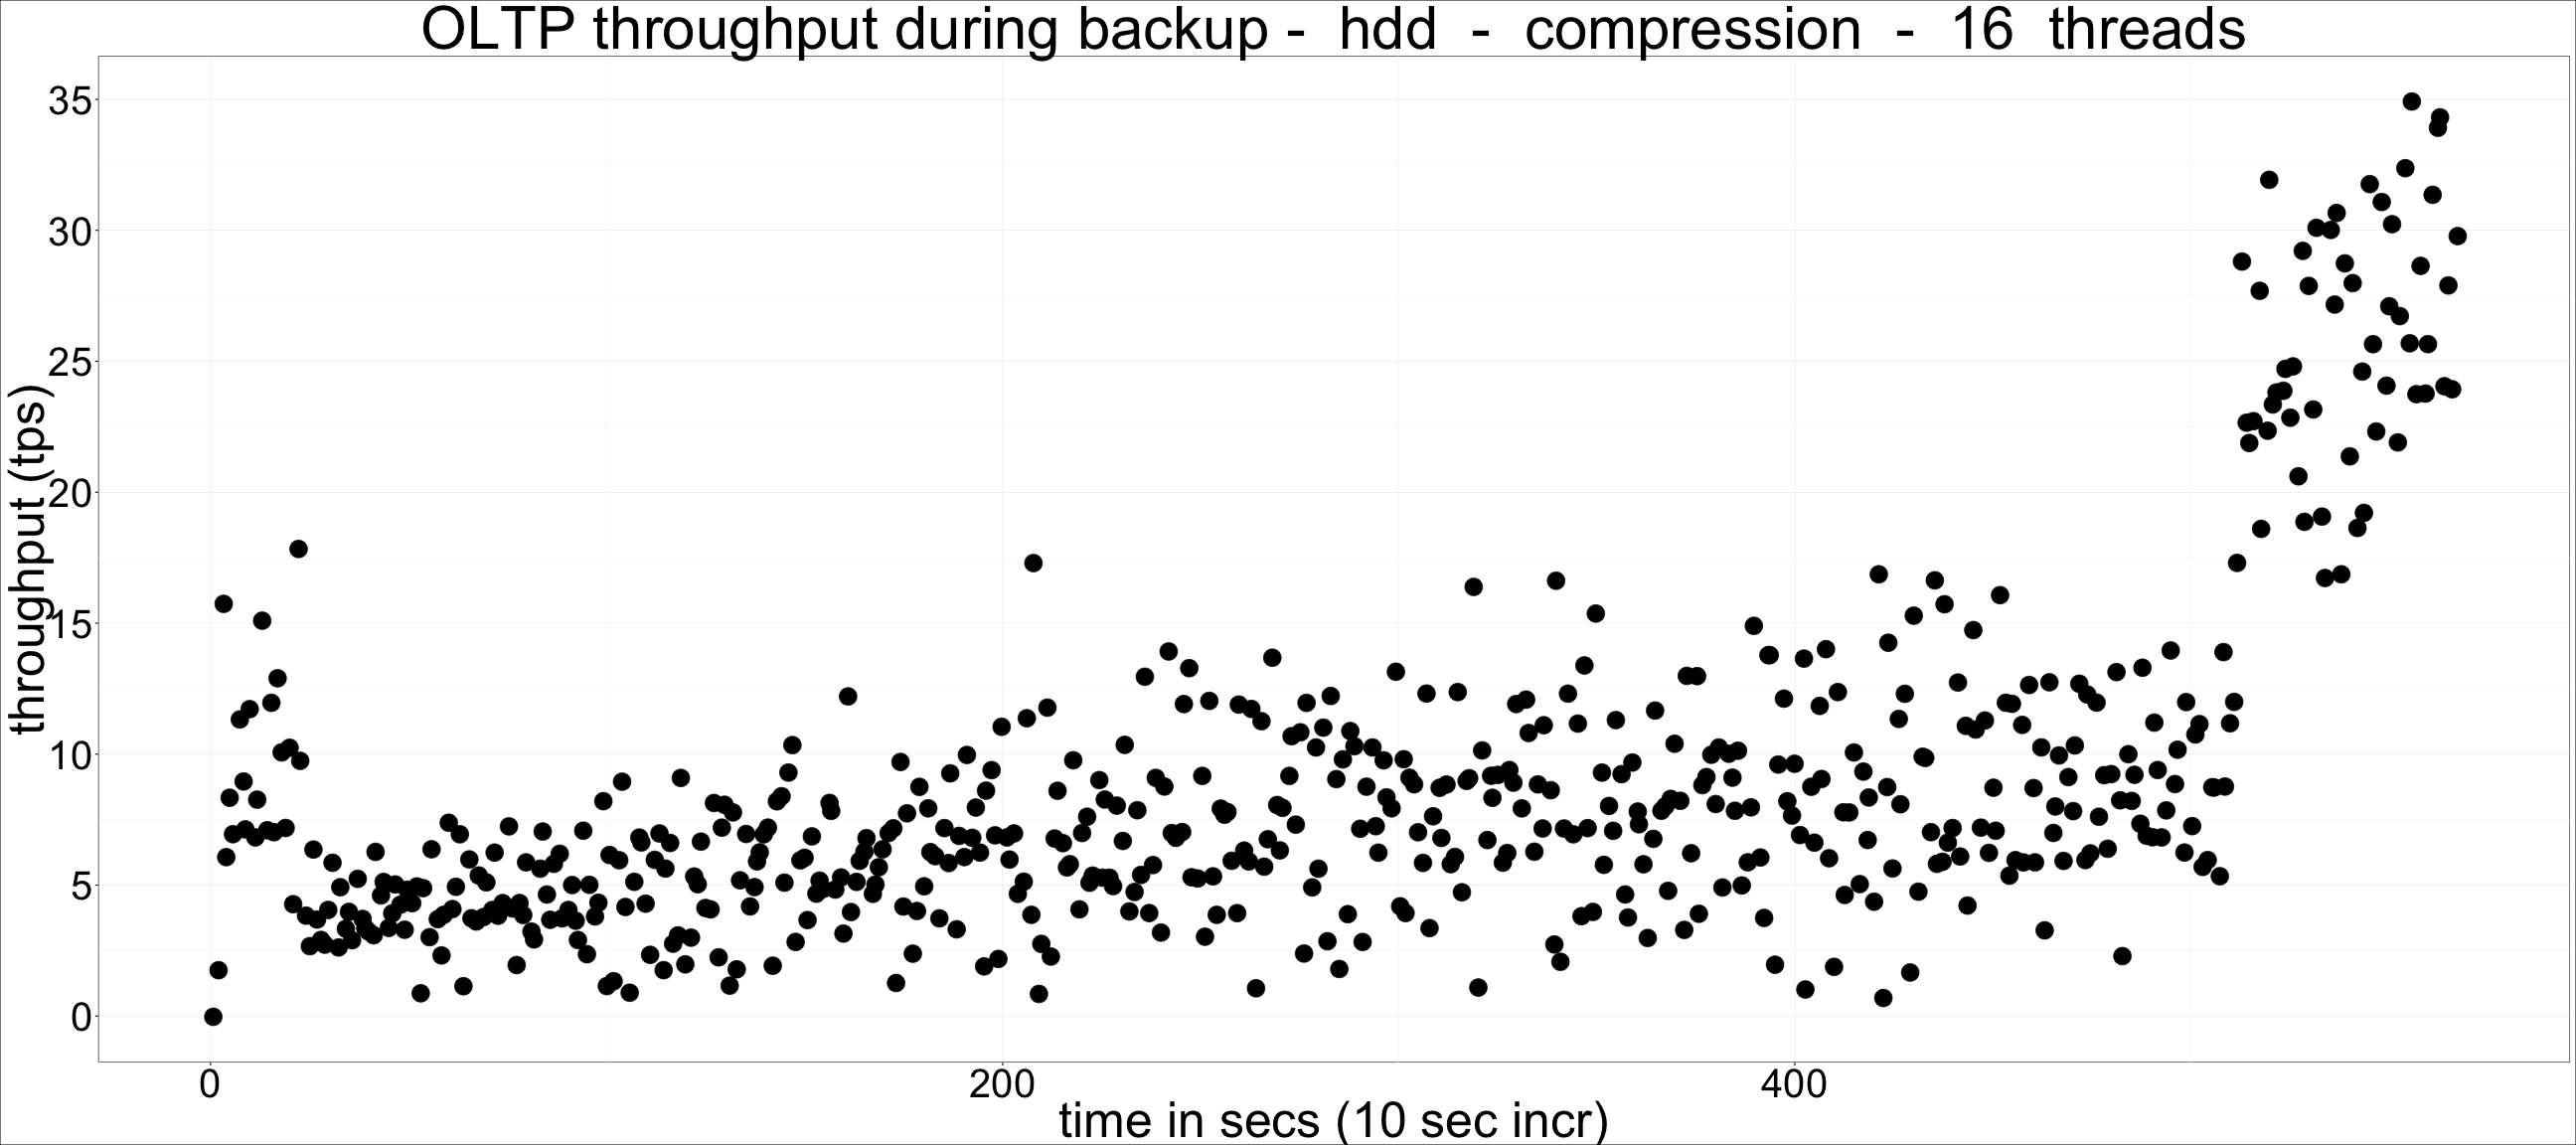 OLTP throughput during backup - hdd - compression - 16 threads
throughput (tps)
35
30
25
20
15
10
5
0
0 200 400
time in secs (10 sec incr)